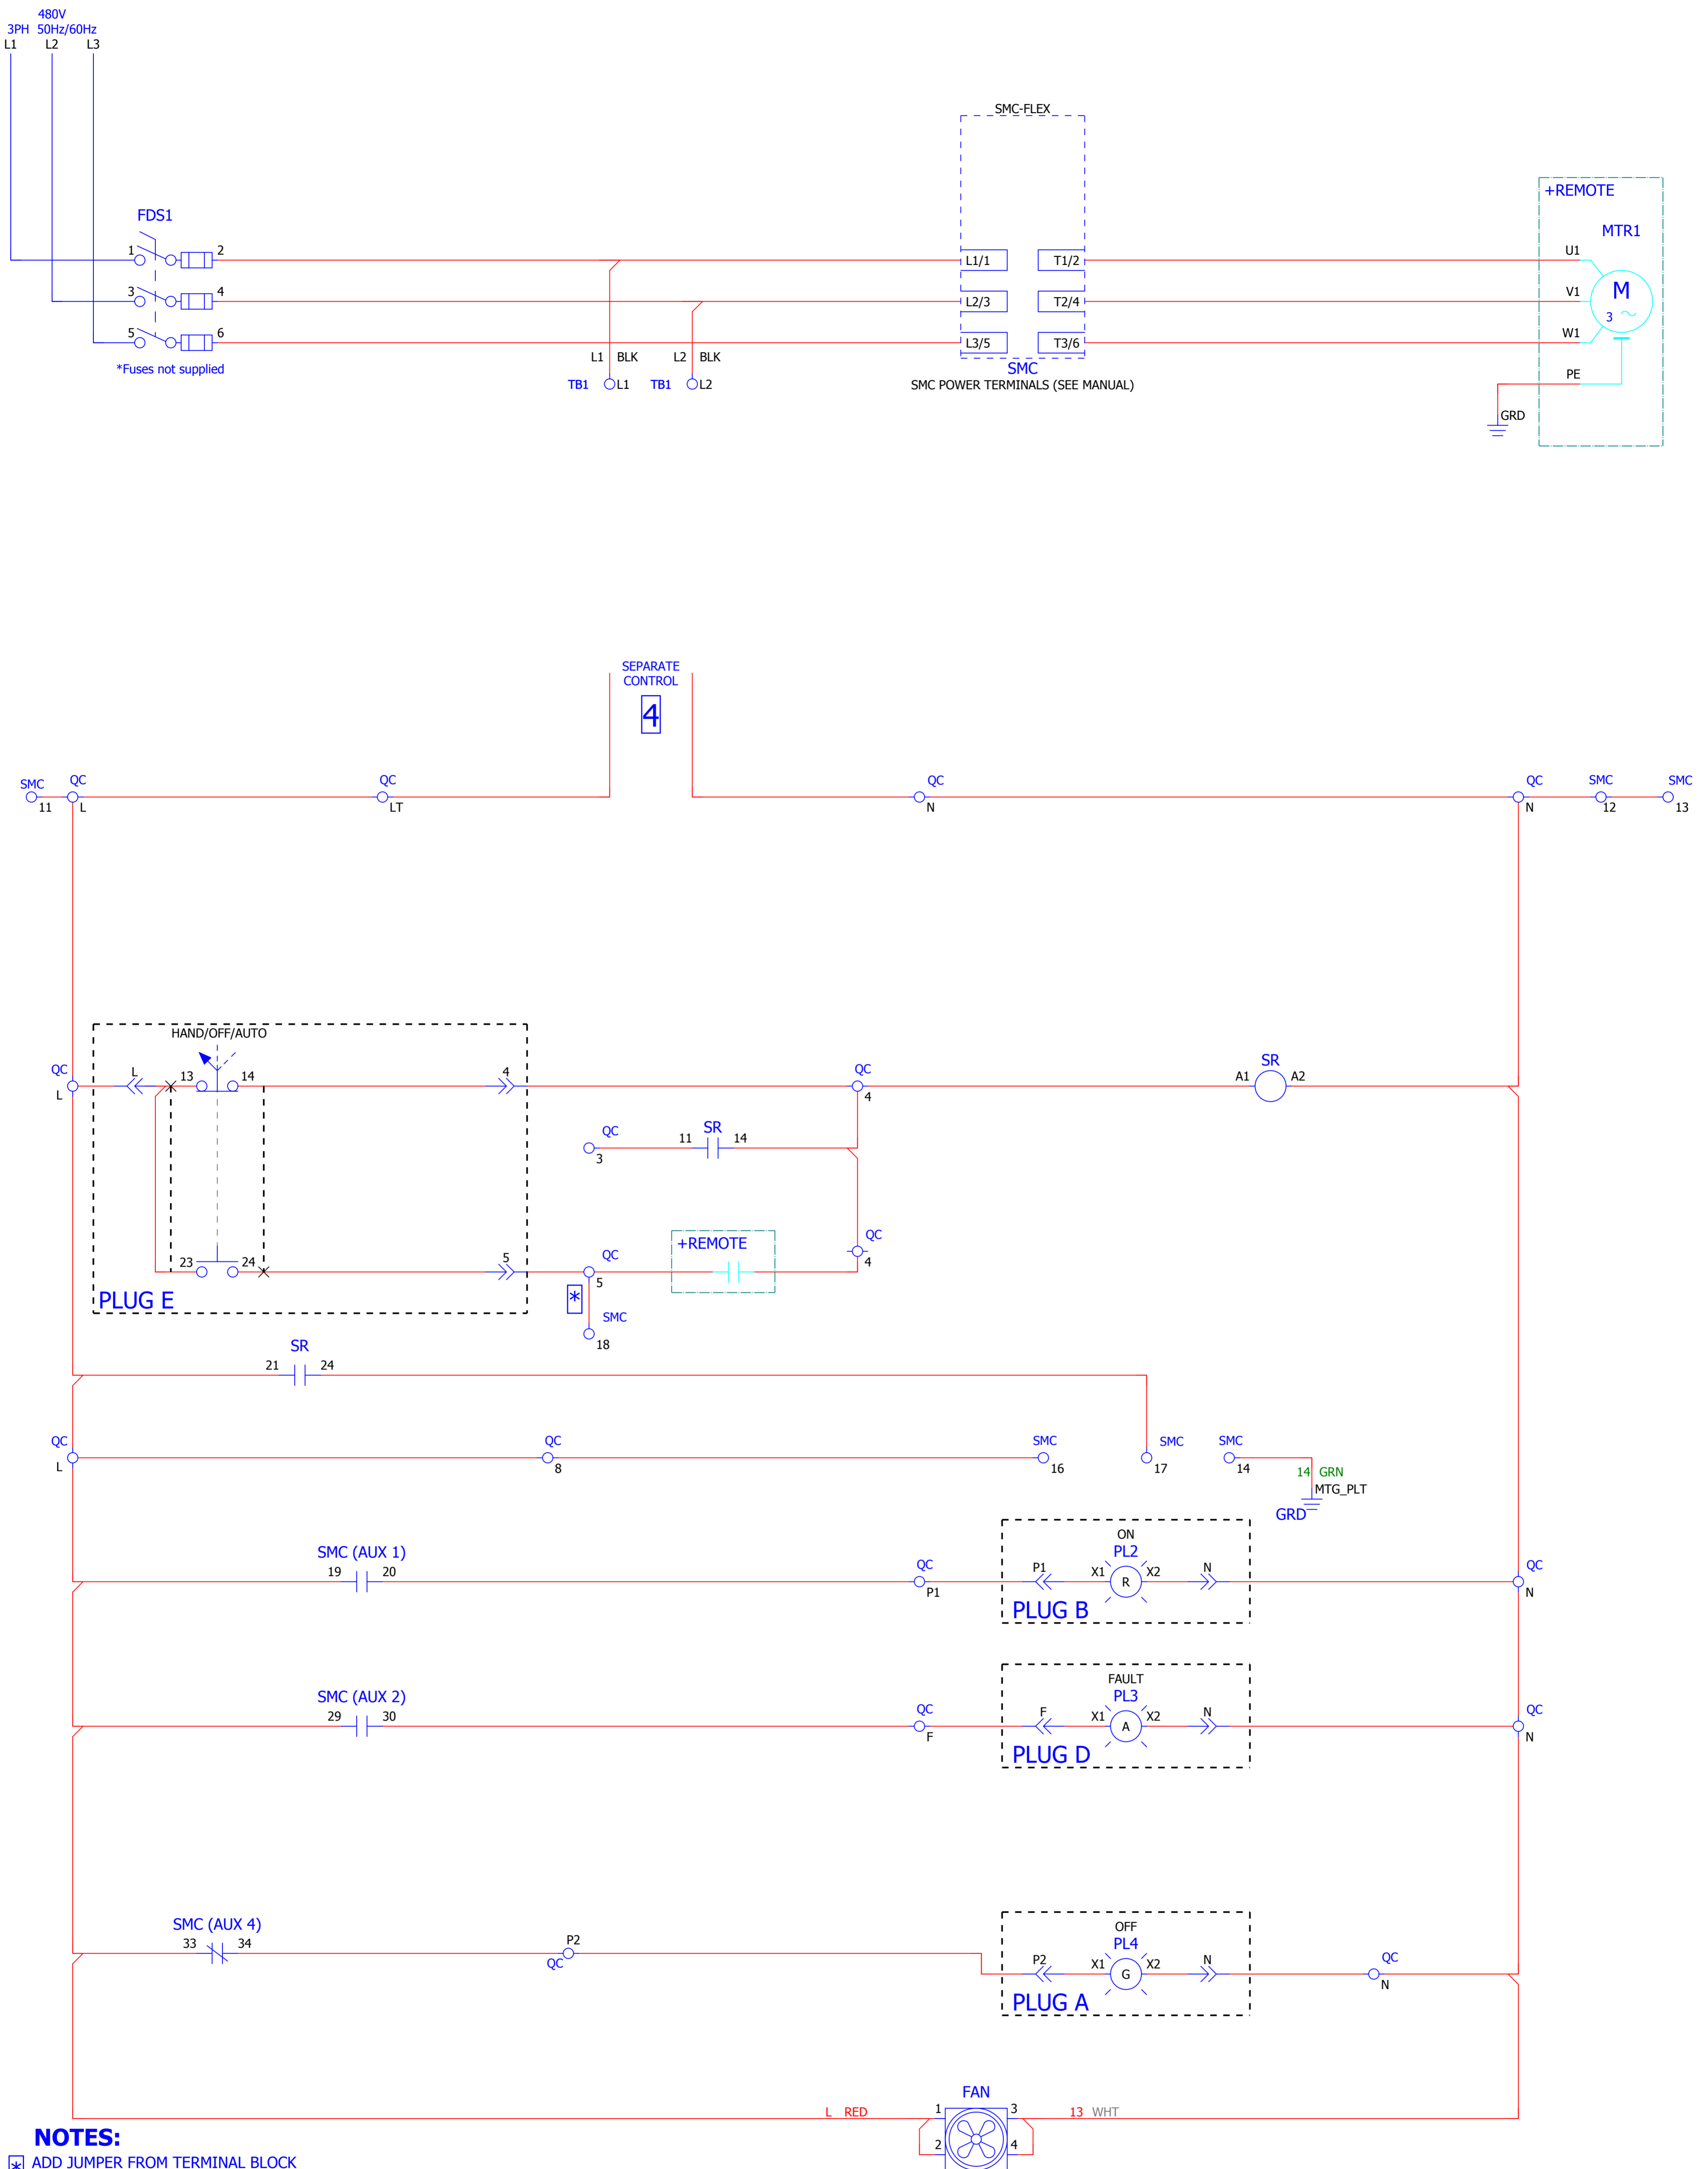 480V
3PH 50Hz/60Hz
L1 L2 L3
SMC-FLEX
+REMOTE
FDS1
MTR1
1 2 L1/1 T1/2 U1
3 4 L2/3 T2/4 V1 M
3
5 6 L3/5 T3/6 W1
*Fuses not supplied
L1 BLK L2 BLK
SMC
TB1 L1 TB1 L2
SMC POWER TERMINALS (SEE MANUAL)
PE
GRD
SEPARATE
CONTROL
4
SMC QC QC QC QC SMC SMC
11 L LT N N 12 13
HAND/OFF/AUTO
QC L 13 14 4 QC SR
A1 A2
L 4
QC 11 SR 14
3
+REMOTE QC
23 24 5 QC
5 4
PLUG E
*
SMC
18
SR
21 24
QC QC SMC SMC SMC
L 8 16 17 14
14 GRN
MTG_PLT
GRD
ON
SMC (AUX 1) PL2
19 20 QC P1 X1 R X2 N QC
P1 N
PLUG B
FAULT
SMC (AUX 2) PL3
29 30 QC F X1 A X2 N QC
F N
PLUG D
OFF
SMC (AUX 4) PL4
33 34 P2
QC
P2 X1 G X2 N QC
N
PLUG A
FAN
L RED 1 3 13 WHT
2 4
NOTES:
* ADD JUMPER FROM TERMINAL BLOCK